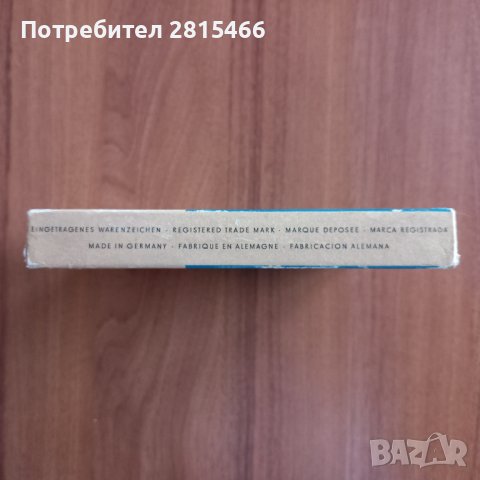 Потребител 2815466
EINGETRAGENES WARENZEICHEN · REGISTERED TRADE MARK · MARQUE DEPOSEE · MARCA REGISTRADA
MADE IN GERMANY · FABRIQUE EN ALEMAGNE · FABRICACION ALEMANA
BAZAR